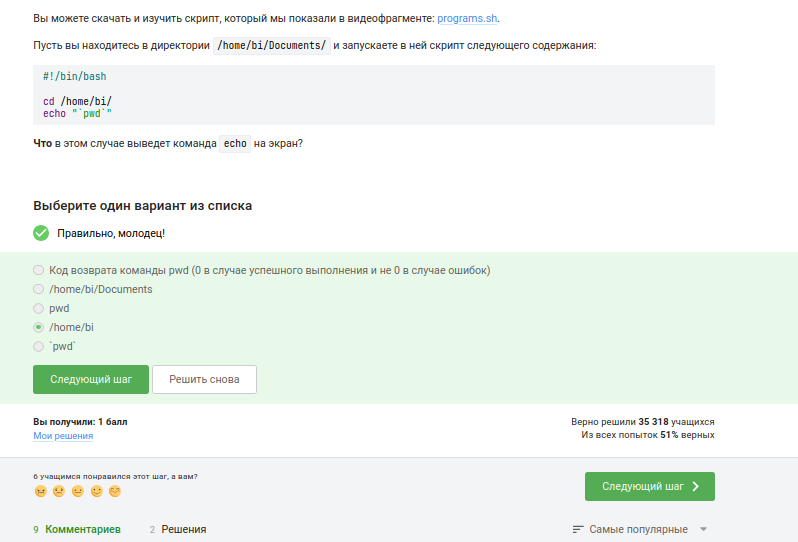 Вы можете скачать и изучить скрипт, который мы показали в видеофрагменте: programs.sh.
Пусть вы находитесь в директории /home/bi/Documents/ и запускаете в ней скрипт следующего содержания:
#!/bin/bash
cd /home/bi/
echo "`pwd`"
Что в этом случае выведет команда echo на экран?
Выберите один вариант из списка
Правильно, молодец!
Код возврата команды pwd (0 в случае успешного выполнения и не 0 в случае ошибок)
/home/bi/Documents
pwd
/home/bi
`pwd`
Следующий шаг Решить снова
Вы получили: 1 балл
Мои решения
Верно решили 35 318 учащихся
Из всех попыток 51% верных
6 учащимся понравился этот шаг, а вам?
Следующий шаг
9 Комментариев 2 Решения Самые популярные